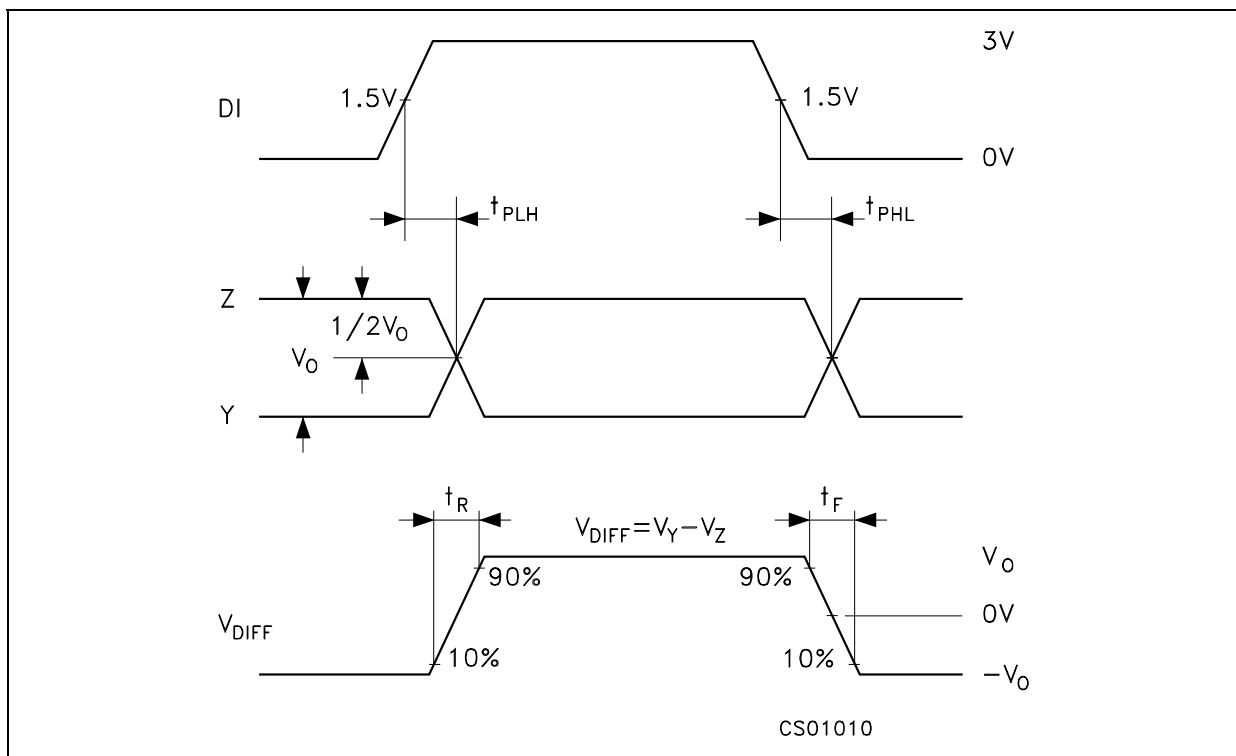 3V
1.5V
1.5V
DI
0V
tPLH
tPHL
Z
1/2VO
VO
Y
tR
tF
VDIFF=VY-VZ
VO
90%
90%
0V
VDIFF
10%
10%
-VO
CS01010